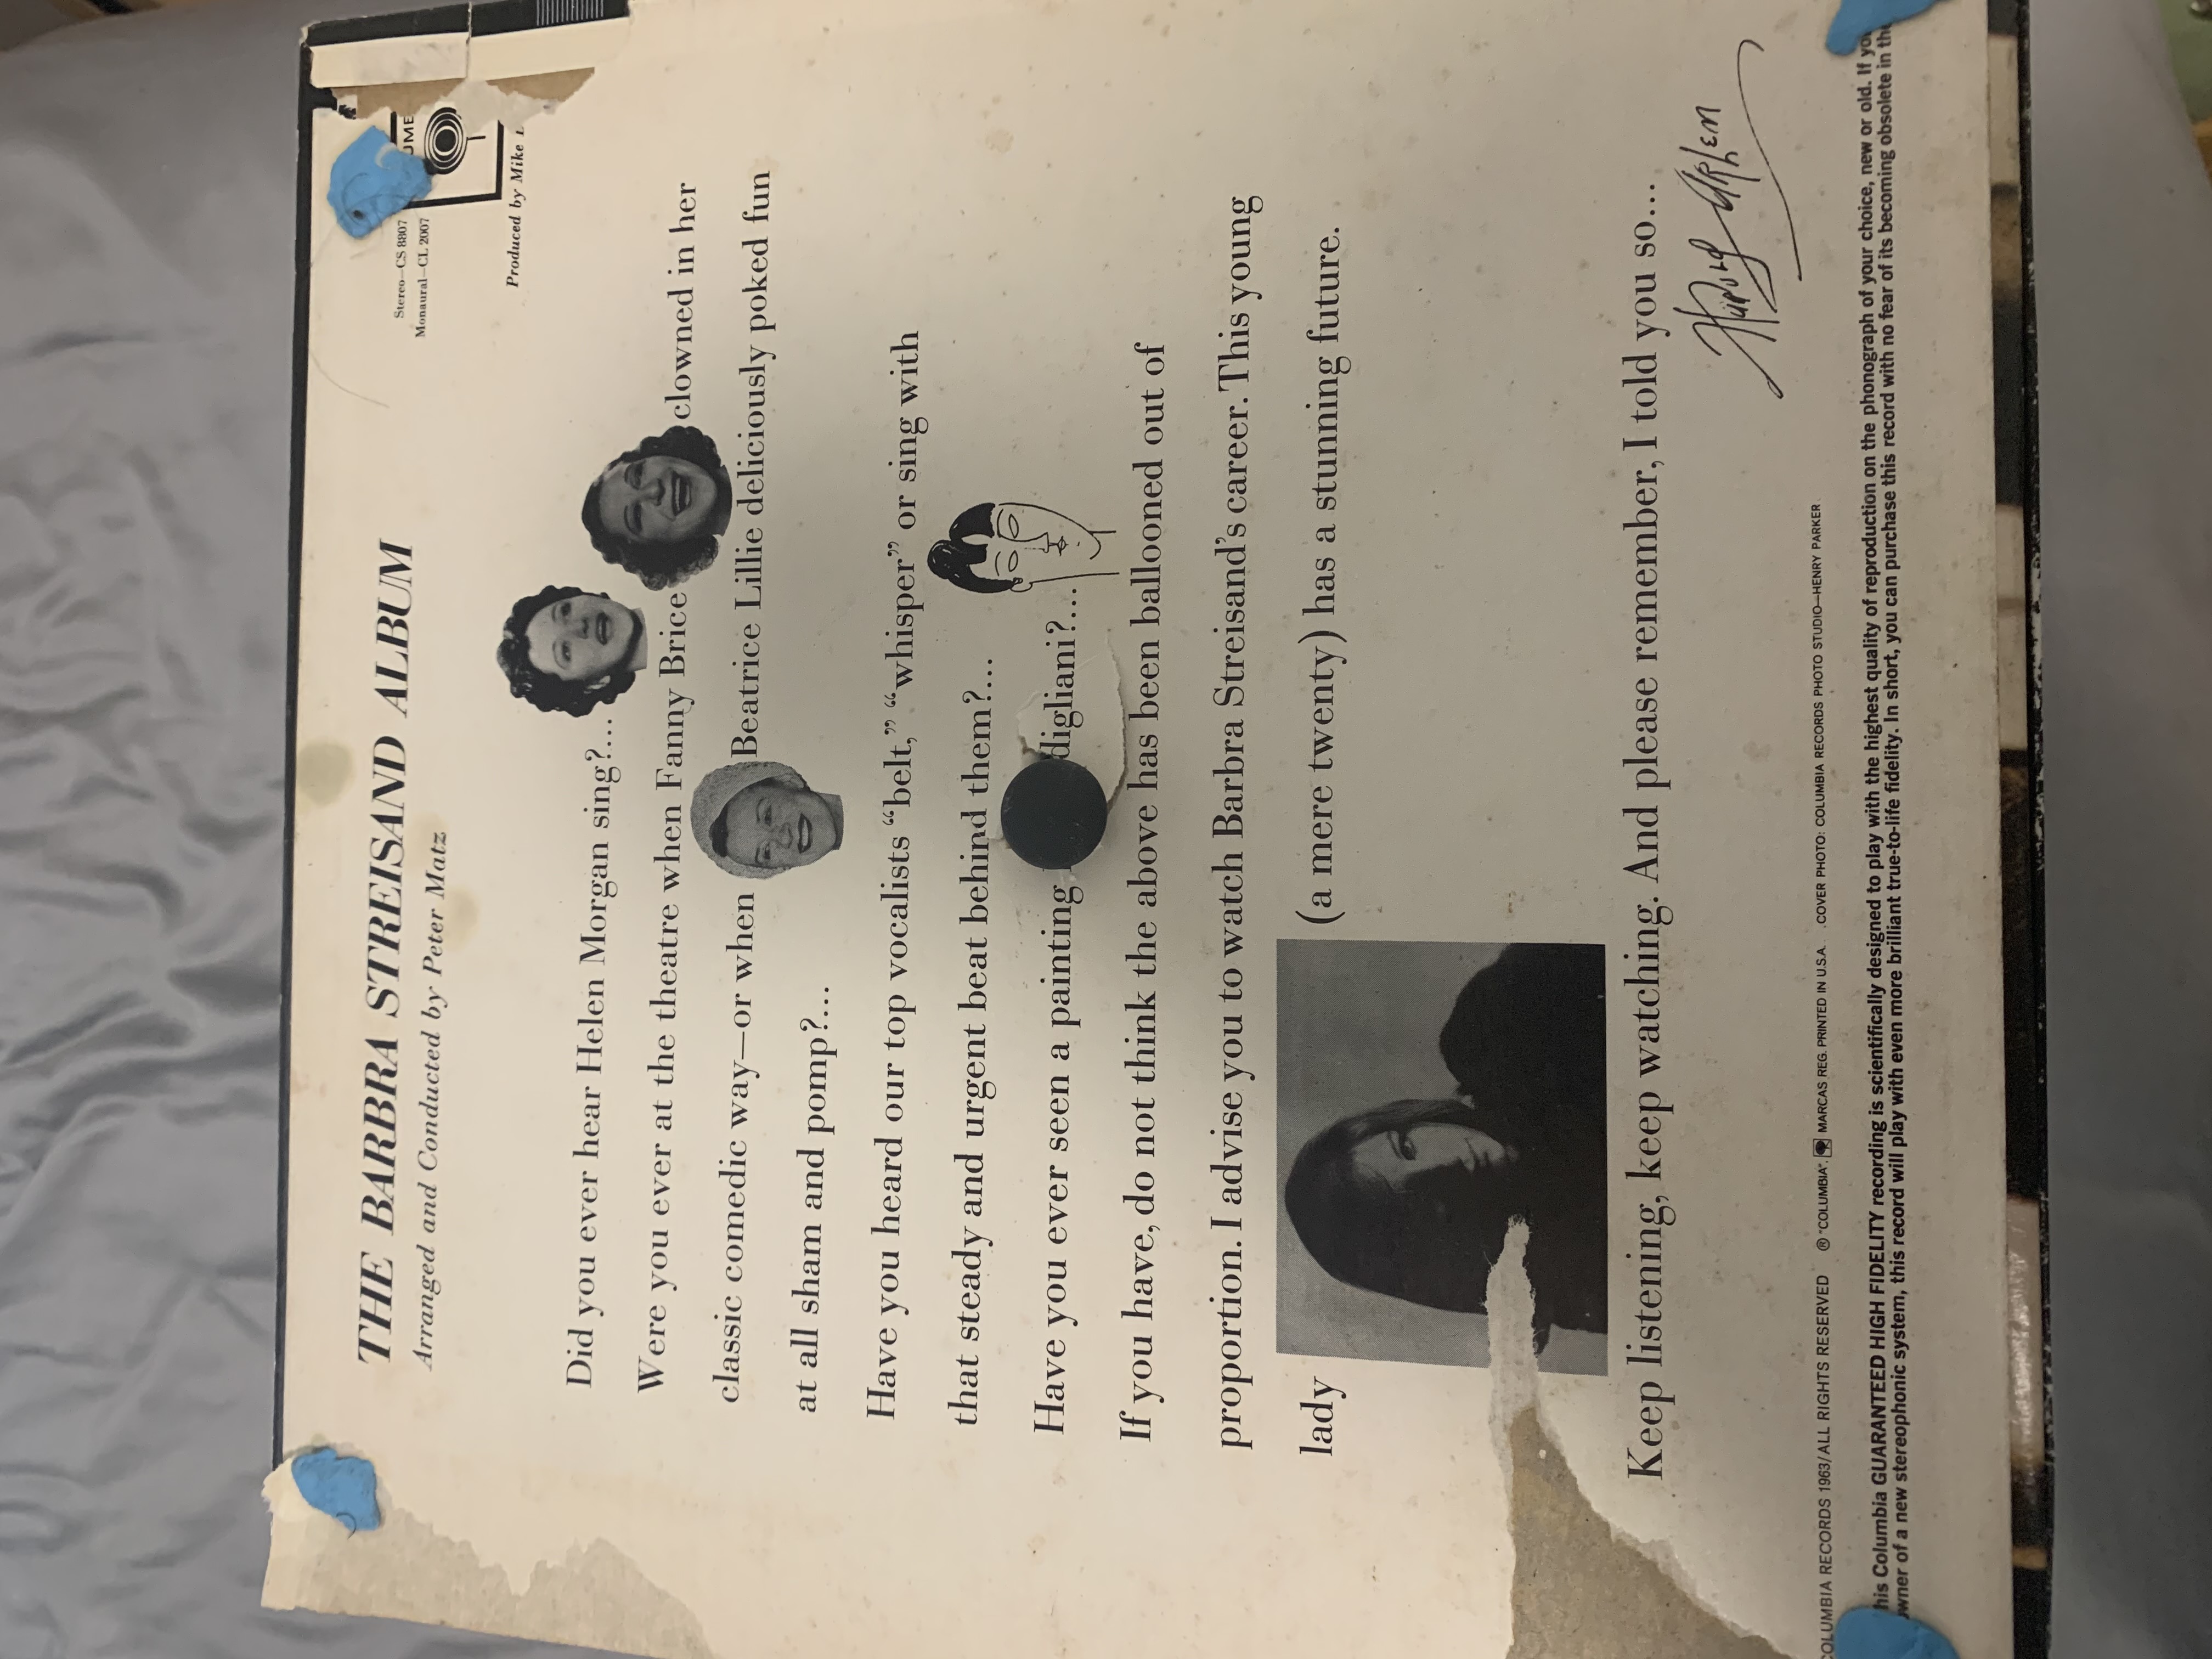 THE BARBRA STREISAND ALBUM
Arranged and Conducted by Peter Matz
Stereo—CS 8807
Monaural—CL 2007
Produced by Mike
Did you ever hear Helen Morgan sing?...
Were you ever at the theatre when Fanny Brice clowned in her
classic comedic way—or when Beatrice Lillie deliciously poked fun
at all sham and pomp?...
Have you heard our top vocalists “belt,” “whisper” or sing with
that steady and urgent beat behind them?...
Have you ever seen a painting digliani?...
If you have, do not think the above has been ballooned out of
proportion. I advise you to watch Barbra Streisand’s career. This young
lady (a mere twenty) has a stunning future.
Keep listening, keep watching. And please remember, I told you so...
Harold Arlen
COLUMBIA RECORDS 1963/ALL RIGHTS RESERVED ® "COLUMBIA", MARCAS REG. PRINTED IN U.S.A. .COVER PHOTO: COLUMBIA RECORDS PHOTO STUDIO—HENRY PARKER
his Columbia GUARANTEED HIGH FIDELITY recording is scientifically designed to play with the highest quality of reproduction on the phonograph of your choice, new or old. If yo
wner of a new stereophonic system, this record will play with even more brilliant true-to-life fidelity. In short, you can purchase this record with no fear of its becoming obsolete in the